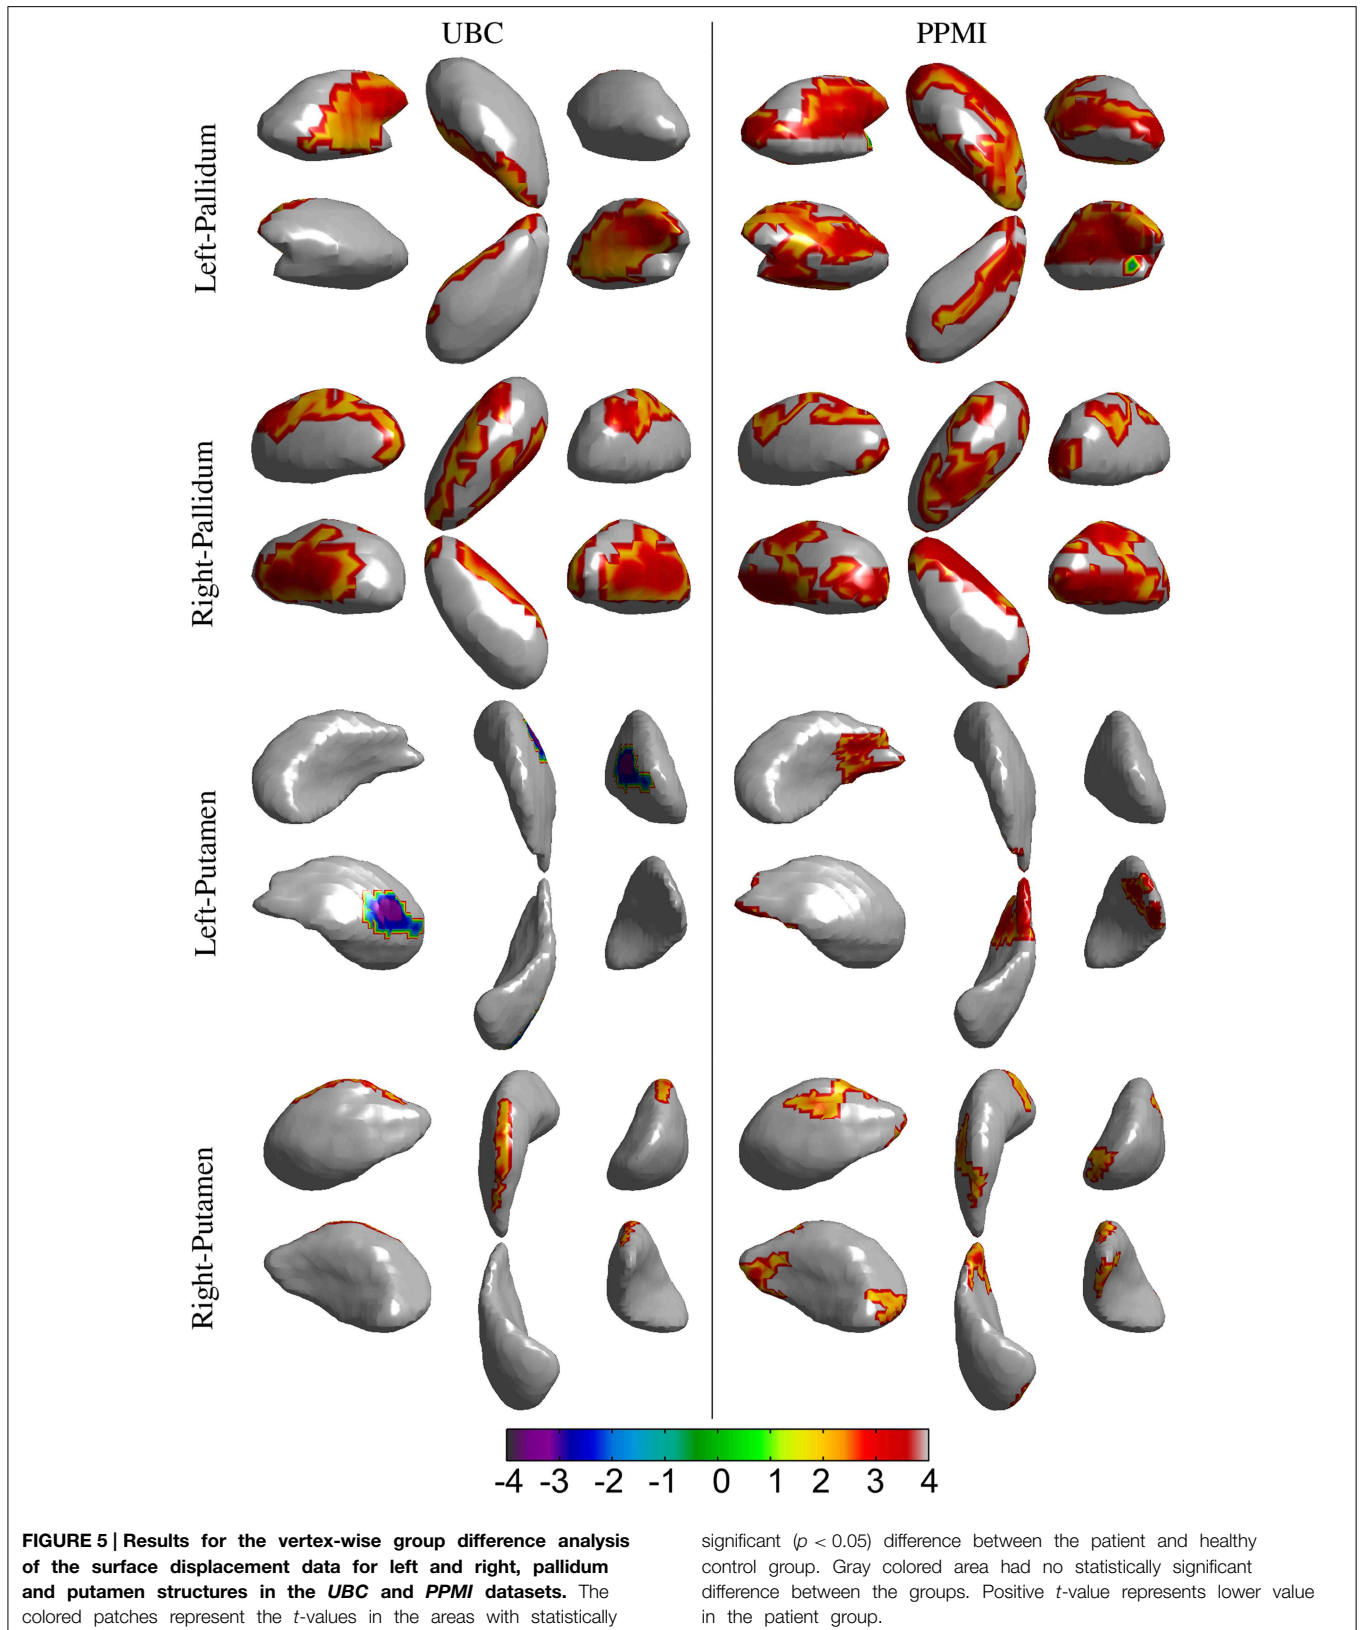 UBC
PPMI
Left-Pallidum
Right-Pallidum
Left-Putamen
Right-Putamen
-4 -3 -2 -1 0 1 2 3 4
FIGURE 5 | Results for the vertex-wise group difference analysis
of the surface displacement data for left and right, pallidum
and putamen structures in the UBC and PPMI datasets. The
colored patches represent the t-values in the areas with statistically
significant (p < 0.05) difference between the patient and healthy
control group. Gray colored area had no statistically significant
difference between the groups. Positive t-value represents lower value
in the patient group.